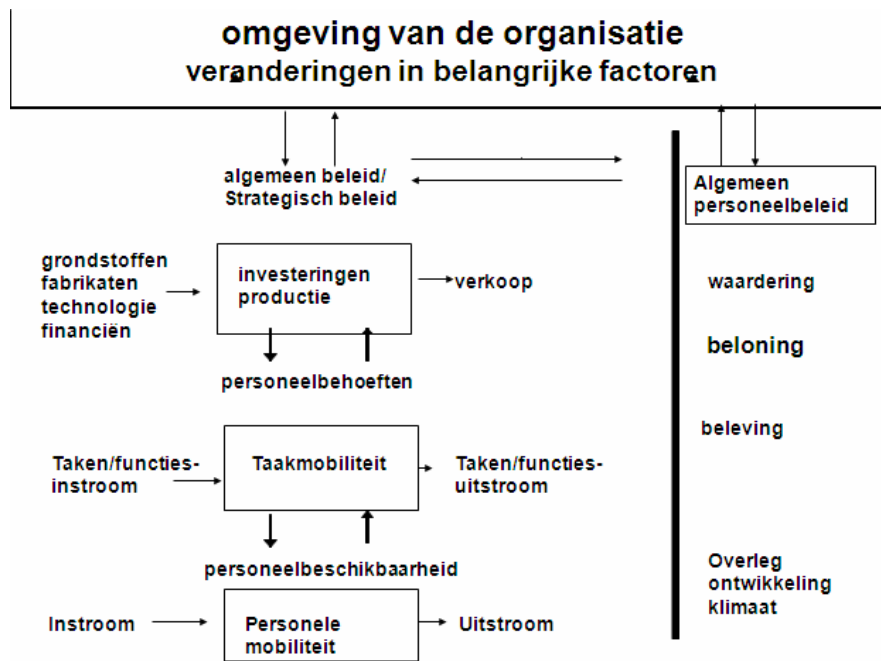 omgeving van de organisatie
veranderingen in belangrijke factoren
algemeen beleid/
Strategisch beleid
Algemeen
personeelbeleid
grondstoffen
fabrikaten
technologie
financiën
investeringen
productie
verkoop
waardering
beloning
personeelbehoeften
beleving
Taken/functies-
instroom
Taakmobiliteit
Taken/functies-
uitstroom
personeelbeschikbaarheid
Overleg
ontwikkeling
klimaat
Instroom
Personele
mobiliteit
Uitstroom